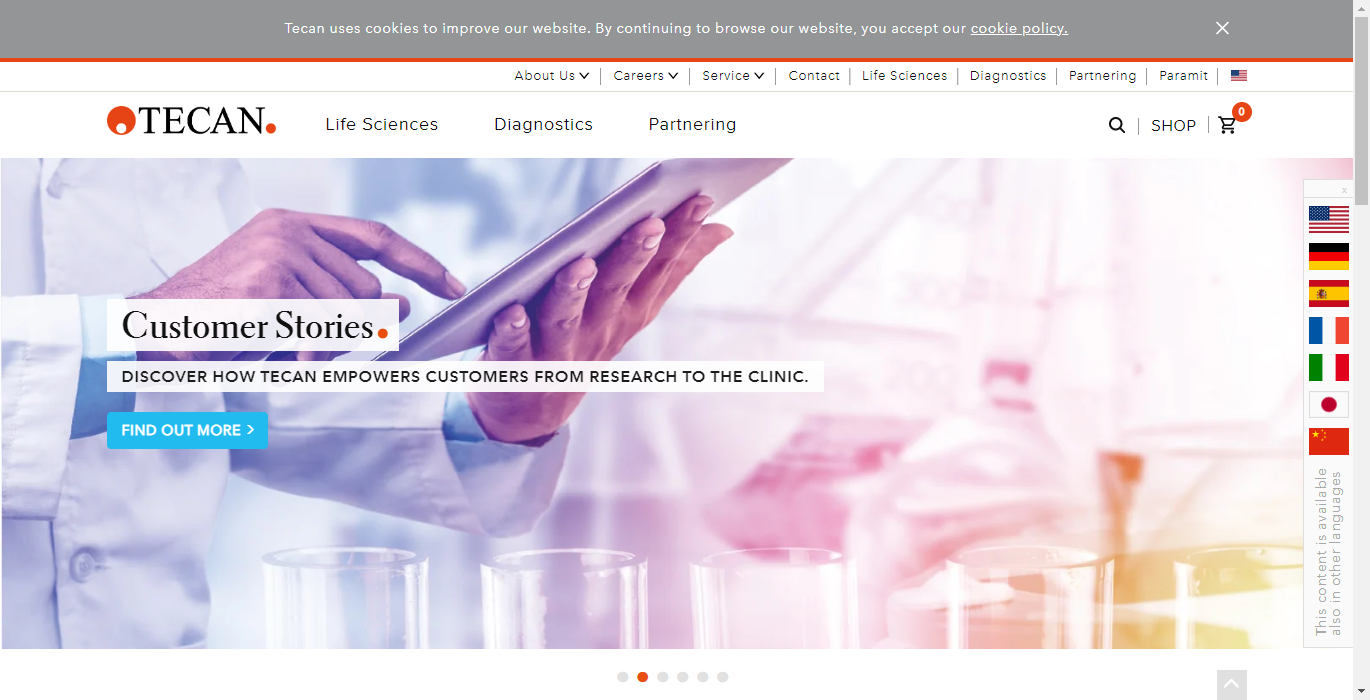 Tecan uses cookies to improve our website. By continuing to browse our website, you accept our cookie policy.
About Us
Careers
Service
Contact
Life Sciences
Diagnostics
Partnering
Paramit
TECAN.
Life Sciences
Diagnostics
Partnering
SHOP
0
x
Customer Stories.
DISCOVER HOW TECAN EMPOWERS CUSTOMERS FROM RESEARCH TO THE CLINIC.
FIND OUT MORE >
This content is available
also in other languages